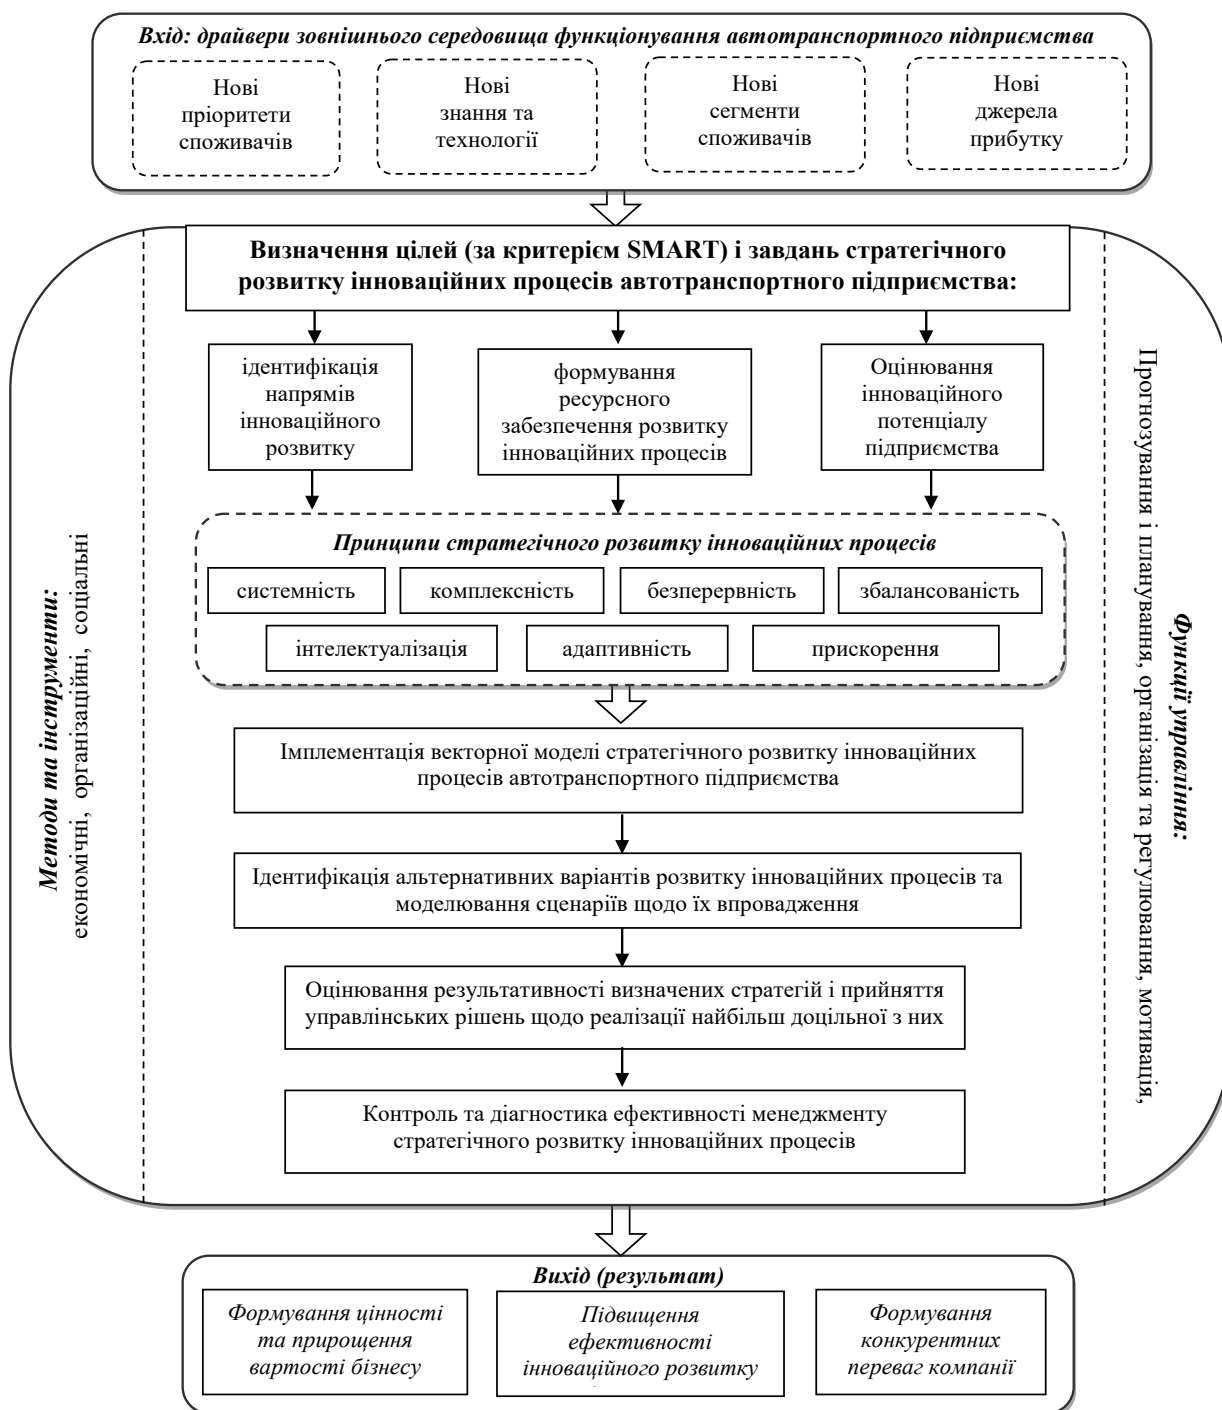 Вхід: драйвери зовнішнього середовища функціонування автотранспортного підприємства
Нові
пріоритети
споживачів
Нові
знання та
технології
Нові
сегменти
споживачів
Нові
джерела
прибутку
Визначення цілей (за критерієм SMART) і завдань стратегічного
розвитку інноваційних процесів автотранспортного підприємства:
ідентифікація
напрямів
інноваційного
розвитку
формування
ресурсного
забезпечення розвитку
інноваційних процесів
Оцінювання
інноваційного
потенціалу
підприємства
Принципи стратегічного розвитку інноваційних процесів
системність
комплексність
безперервність
збалансованість
інтелектуалізація
адаптивність
прискорення
Імплементація векторної моделі стратегічного розвитку інноваційних
процесів автотранспортного підприємства
Ідентифікація альтернативних варіантів розвитку інноваційних процесів та
моделювання сценаріїв щодо їх впровадження
Оцінювання результативності визначених стратегій і прийняття
управлінських рішень щодо реалізації найбільш доцільної з них
Контроль та діагностика ефективності менеджменту
стратегічного розвитку інноваційних процесів
Методи та інструменти:
економічні, організаційні, соціальні
Функції управління:
Прогнозування і планування, організація та регулювання, мотивація,
Вихід (результат)
Формування цінності
та прирощення
вартості бізнесу
Підвищення
ефективності
інноваційного розвитку
Формування
конкурентних
переваг компанії